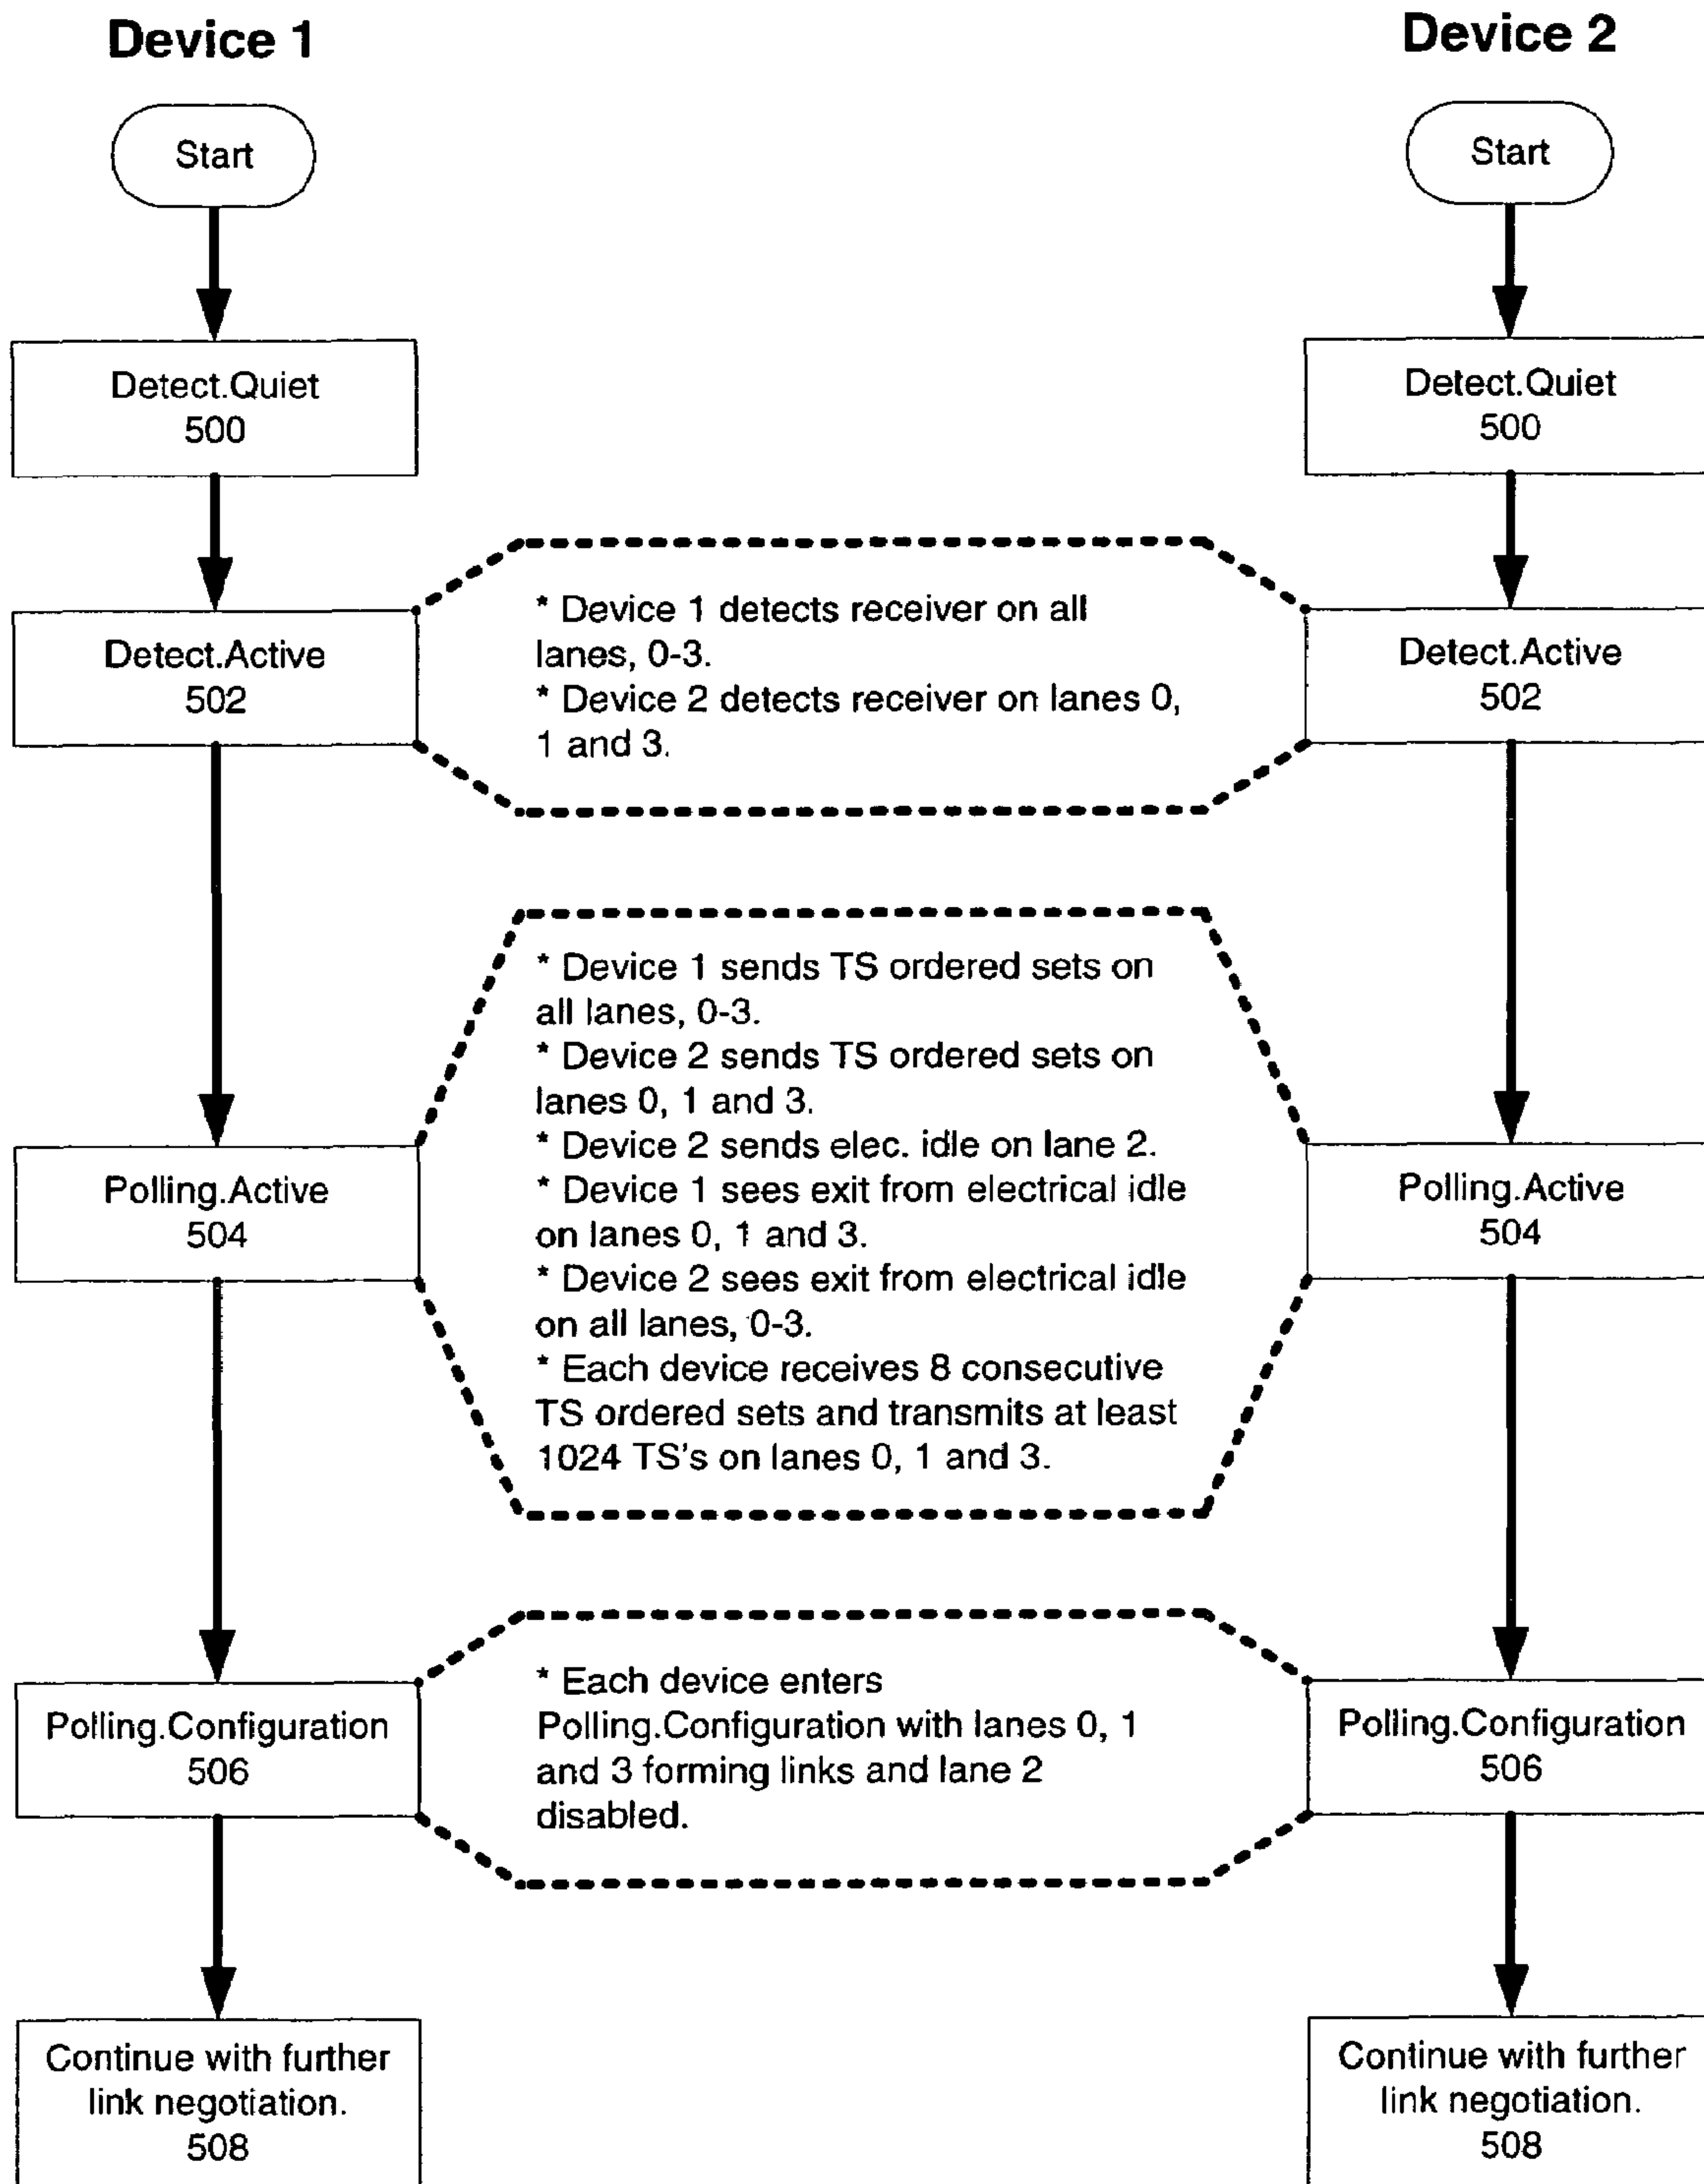 Device 1
Device 2
Start
Start
Detect.Quiet
500
Detect.Quiet
500
* Device 1 detects receiver on all
lanes, 0-3.
* Device 2 detects receiver on lanes 0,
1 and 3.
Detect.Active
502
Detect.Active
502
* Device 1 sends TS ordered sets on
all lanes, 0-3.
* Device 2 sends TS ordered sets on
lanes 0, 1 and 3.
* Device 2 sends elec. idle on lane 2.
* Device 1 sees exit from electrical idle
on lanes 0, 1 and 3.
* Device 2 sees exit from electrical idle
on all lanes, 0-3.
* Each device receives 8 consecutive
TS ordered sets and transmits at least
1024 TS's on lanes 0, 1 and 3.
Polling.Active
504
Polling.Active
504
* Each device enters
Polling.Configuration with lanes 0, 1
and 3 forming links and lane 2
disabled.
Polling.Configuration
506
Polling.Configuration
506
Continue with further
link negotiation.
508
Continue with further
link negotiation.
508